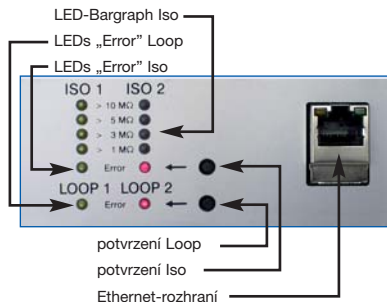 LED-Bargraph Iso
LEDs „Error” Loop
LEDs „Error” Iso
ISO 1 ISO 2
> 10 MΩ
> 5 MΩ
> 3 MΩ
> 1 MΩ
Error
LOOP 1 LOOP 2
Error
potvrzení Loop
potvrzení Iso
Ethernet-rozhraní